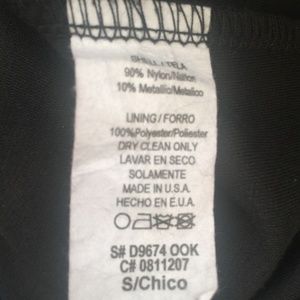 SHELL / TELA
90% Nylon/Nailon
10% Metallic/Metalico
LINING / FORRO
100%Polyester/Poliester
DRY CLEAN ONLY
LAVAR EN SECO
SOLAMENTE
MADE IN U.S.A.
HECHO EN E.U.A.
S# D9674 OOK
C# 0811207
S/Chico